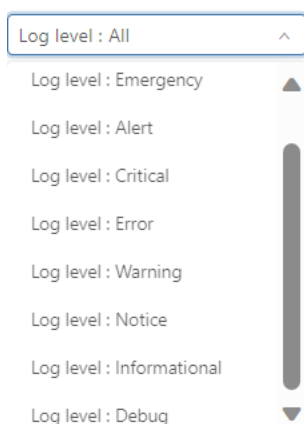 Log level : All
Log level : Emergency
Log level : Alert
Log level : Critical
Log level : Error
Log level : Warning
Log level : Notice
Log level : Informational
Log level : Debug